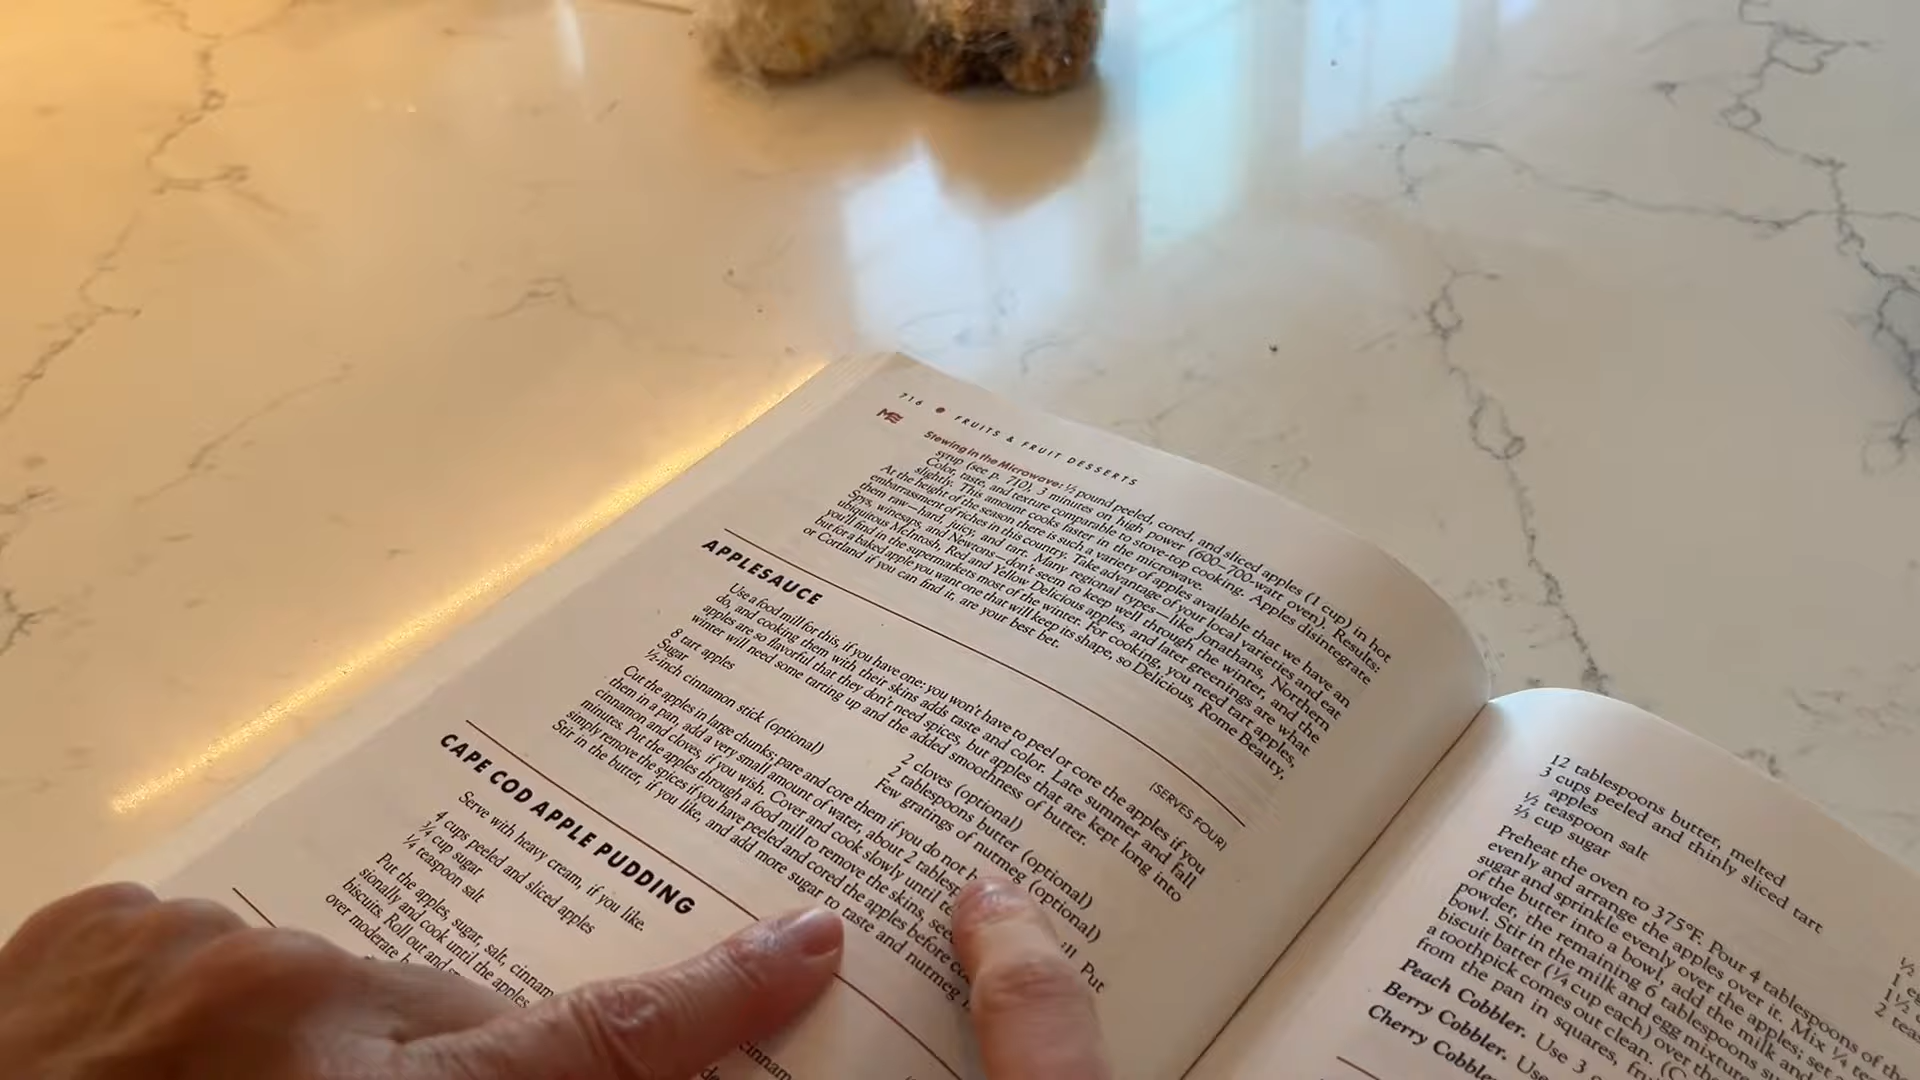 716 ● FRUITS & FRUIT DESSERTS
Stewing in the Microwave: ½ pound peeled, cored, and sliced apples (1 cup) in hot
syrup (see p. 710), 3 minutes on high power (600–700-watt oven). Results:
Color, taste, and texture comparable to stove-top cooking. Apples disintegrate
slightly. This amount cooks faster in the microwave.
At the height of the season there is such a variety of apples available that we have an
embarrassment of riches in this country. Take advantage of your local varieties and eat
them raw—hard, juicy, and tart. Many regional types—like Jonathans, Northern
Spys, winesaps, and Newtons—don't seem to keep well through the winter, and the
ubiquitous McIntosh, Red and Yellow Delicious apples, and later greenings are what
you'll find in the supermarkets most of the winter. For cooking, you need tart apples,
but for a baked apple you want one that will keep its shape, so Delicious, Rome Beauty,
or Cortland if you can find it, are your best bet.
APPLESAUCE
(SERVES FOUR)
Use a food mill for this, if you have one; you won't have to peel or core the apples if you
do, and cooking them with their skins adds taste and color. Late summer and fall
apples are so flavorful that they don't need spices, but apples that are kept long into
winter will need some tarting up and the added smoothness of butter.
8 tart apples
Sugar
½-inch cinnamon stick (optional)
2 cloves (optional)
2 tablespoons butter (optional)
Few gratings of nutmeg (optional)
Cut the apples in large chunks; pare and core them if you do not
them in a pan, add a very small amount of water, about 2 Put
cinnamon and cloves, if you wish. Cover and cook slowly until
minutes. Put the apples through a food mill to remove the skins,
simply remove the spices if you have peeled and cored the apples before
Stir in the butter, if you like, and add more sugar to taste and nutmeg
CAPE COD APPLE PUDDING
Serve with heavy cream, if you like.
4 cups peeled and sliced apples
¾ cup sugar
¼ teaspoon salt
Put the apples, sugar, salt,
sionally and cook until the apples
biscuits. Roll out and
over moderate
12 tablespoons butter, melted
3 cups peeled and thinly sliced tart
apples
½ teaspoon salt
⅔ cup sugar
Preheat the oven to 375°F. Pour 4 tablespoons of the
evenly and arrange the apples over it. Mix ¼
sugar and sprinkle evenly over the apples; set
of the butter into a bowl, add the milk and
powder, the remaining 6 tablespoons
bowl. Stir in the milk and egg mixture
biscuit batter (¼ cup each) over the
a toothpick comes out clean.
from the pan in squares,
Peach Cobbler. Use 3
Berry Cobbler. Use
Cherry